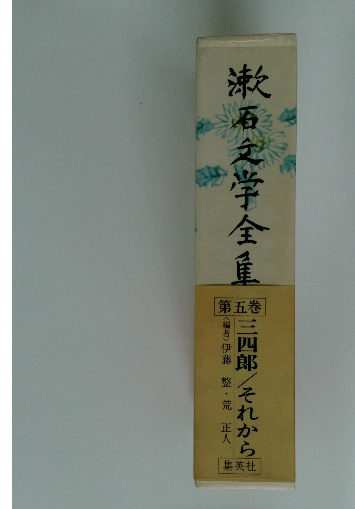 漱石文学全集
第五巻
三四郎/それから
〈編者〉伊藤 整・荒 正人
集英社